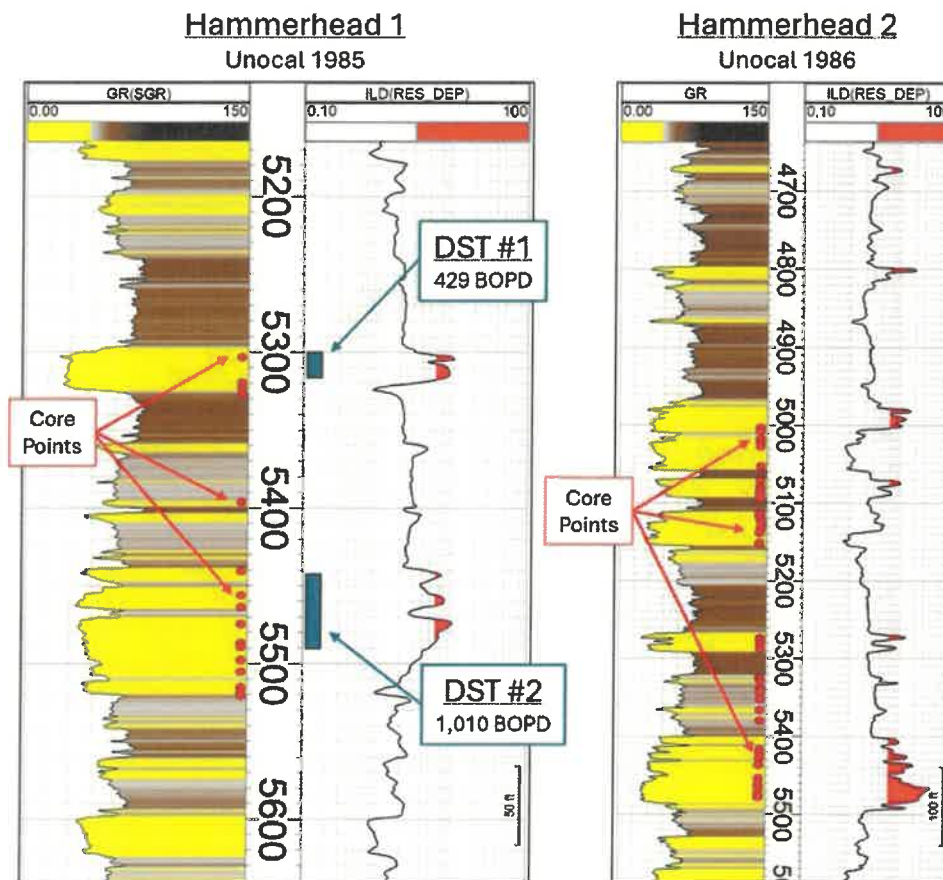 Hammerhead 1
Unocal 1985
GR(SGR)
0.00 150
ILD(RES_DEP)
0.10 100
5200
5300
5400
5500
5600
DST #1
429 BOPD
Core
Points
DST #2
1,010 BOPD
50 ft
Hammerhead 2
Unocal 1986
GR
0.00 150
ILD(RES_DEP)
0.10 100
4700
4800
4900
5000
5100
5200
5300
5400
5500
Core
Points
100 ft